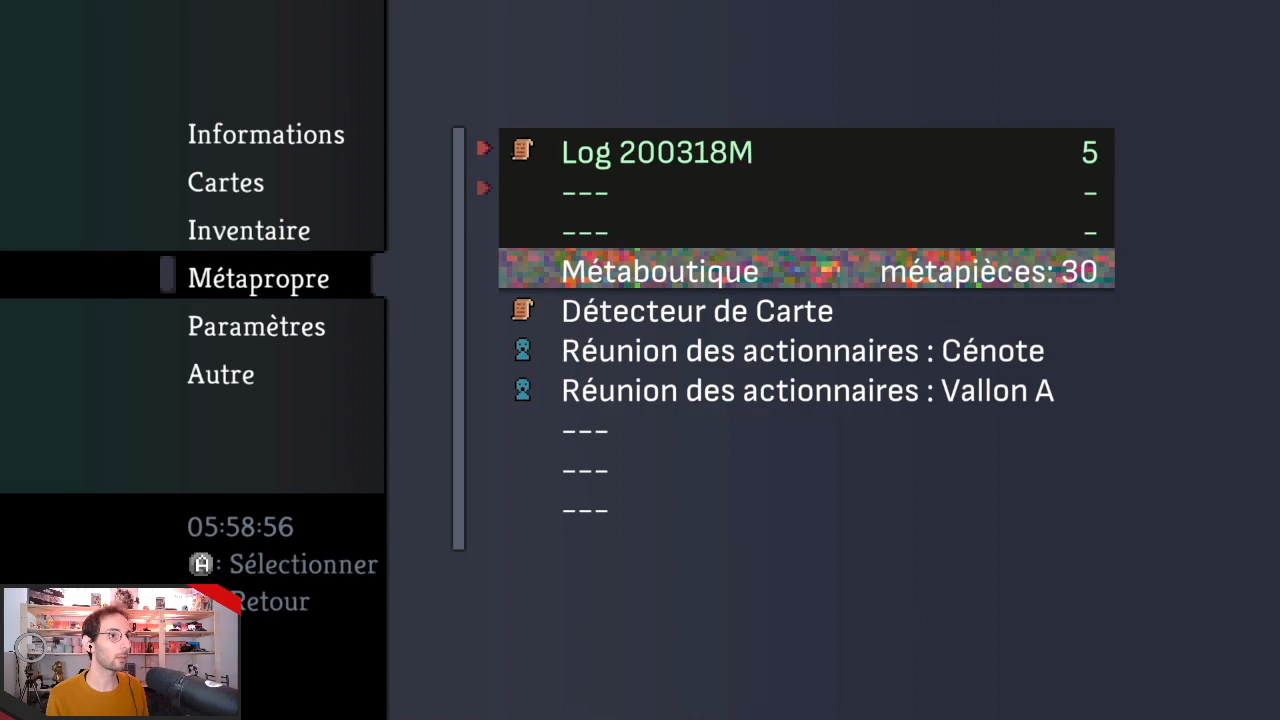 Informations
Cartes
Inventaire
Métapropre
Paramètres
Autre
05:58:56
A : Sélectionner
Retour
Log 200318M 5
--- -
--- -
Métaboutique métapièces: 30
Détecteur de Carte
Réunion des actionnaires : Cénote
Réunion des actionnaires : Vallon A
---
---
---